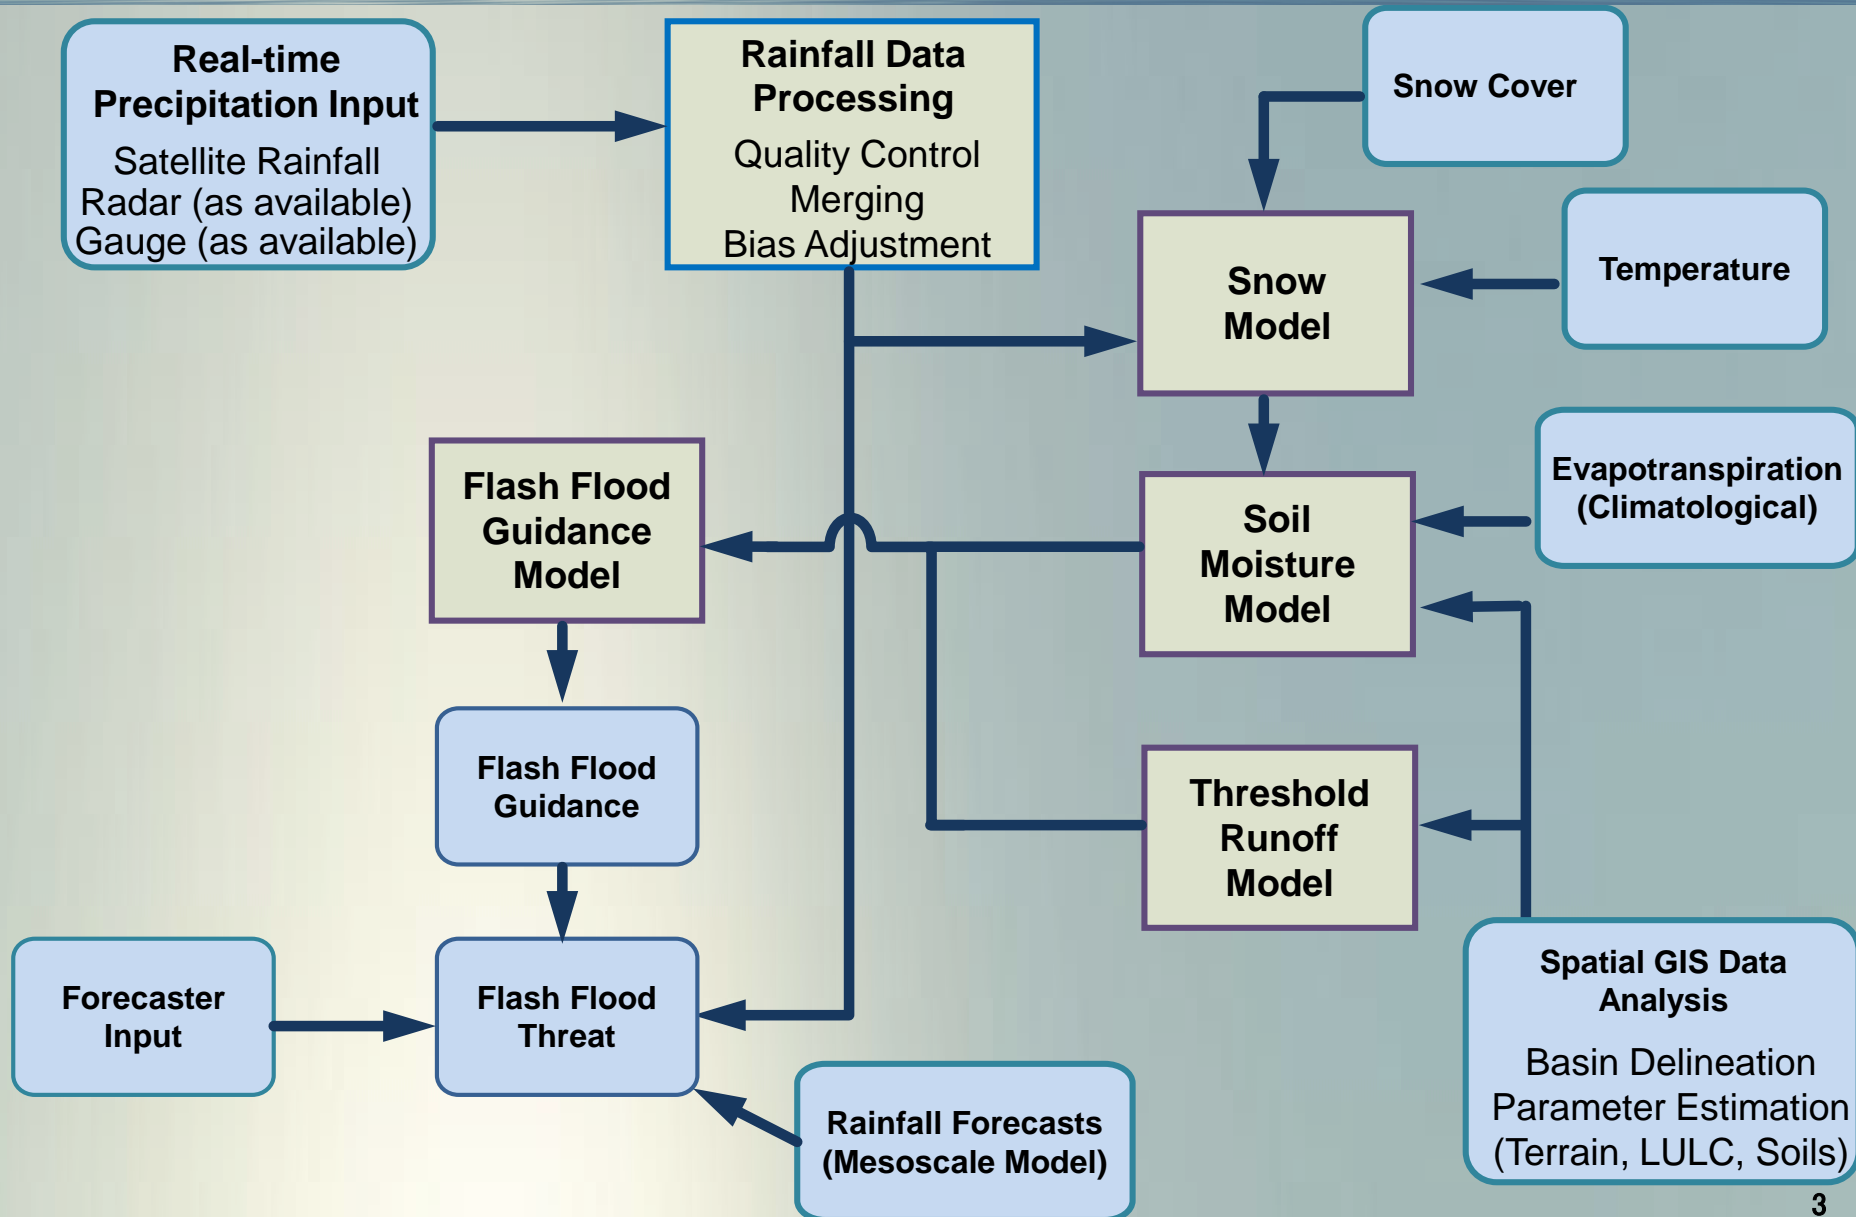 Real-time
Precipitation Input
Satellite Rainfall
Radar (as available)
Gauge (as available)
Rainfall Data
Processing
Quality Control
Merging
Bias Adjustment
Snow Cover
Temperature
Snow
Model
Evapotranspiration
(Climatological)
Flash Flood
Guidance
Model
Soil
Moisture
Model
Flash Flood
Guidance
Threshold
Runoff
Model
Forecaster
Input
Flash Flood
Threat
Rainfall Forecasts
(Mesoscale Model)
Spatial GIS Data
Analysis
Basin Delineation
Parameter Estimation
(Terrain, LULC, Soils)
3